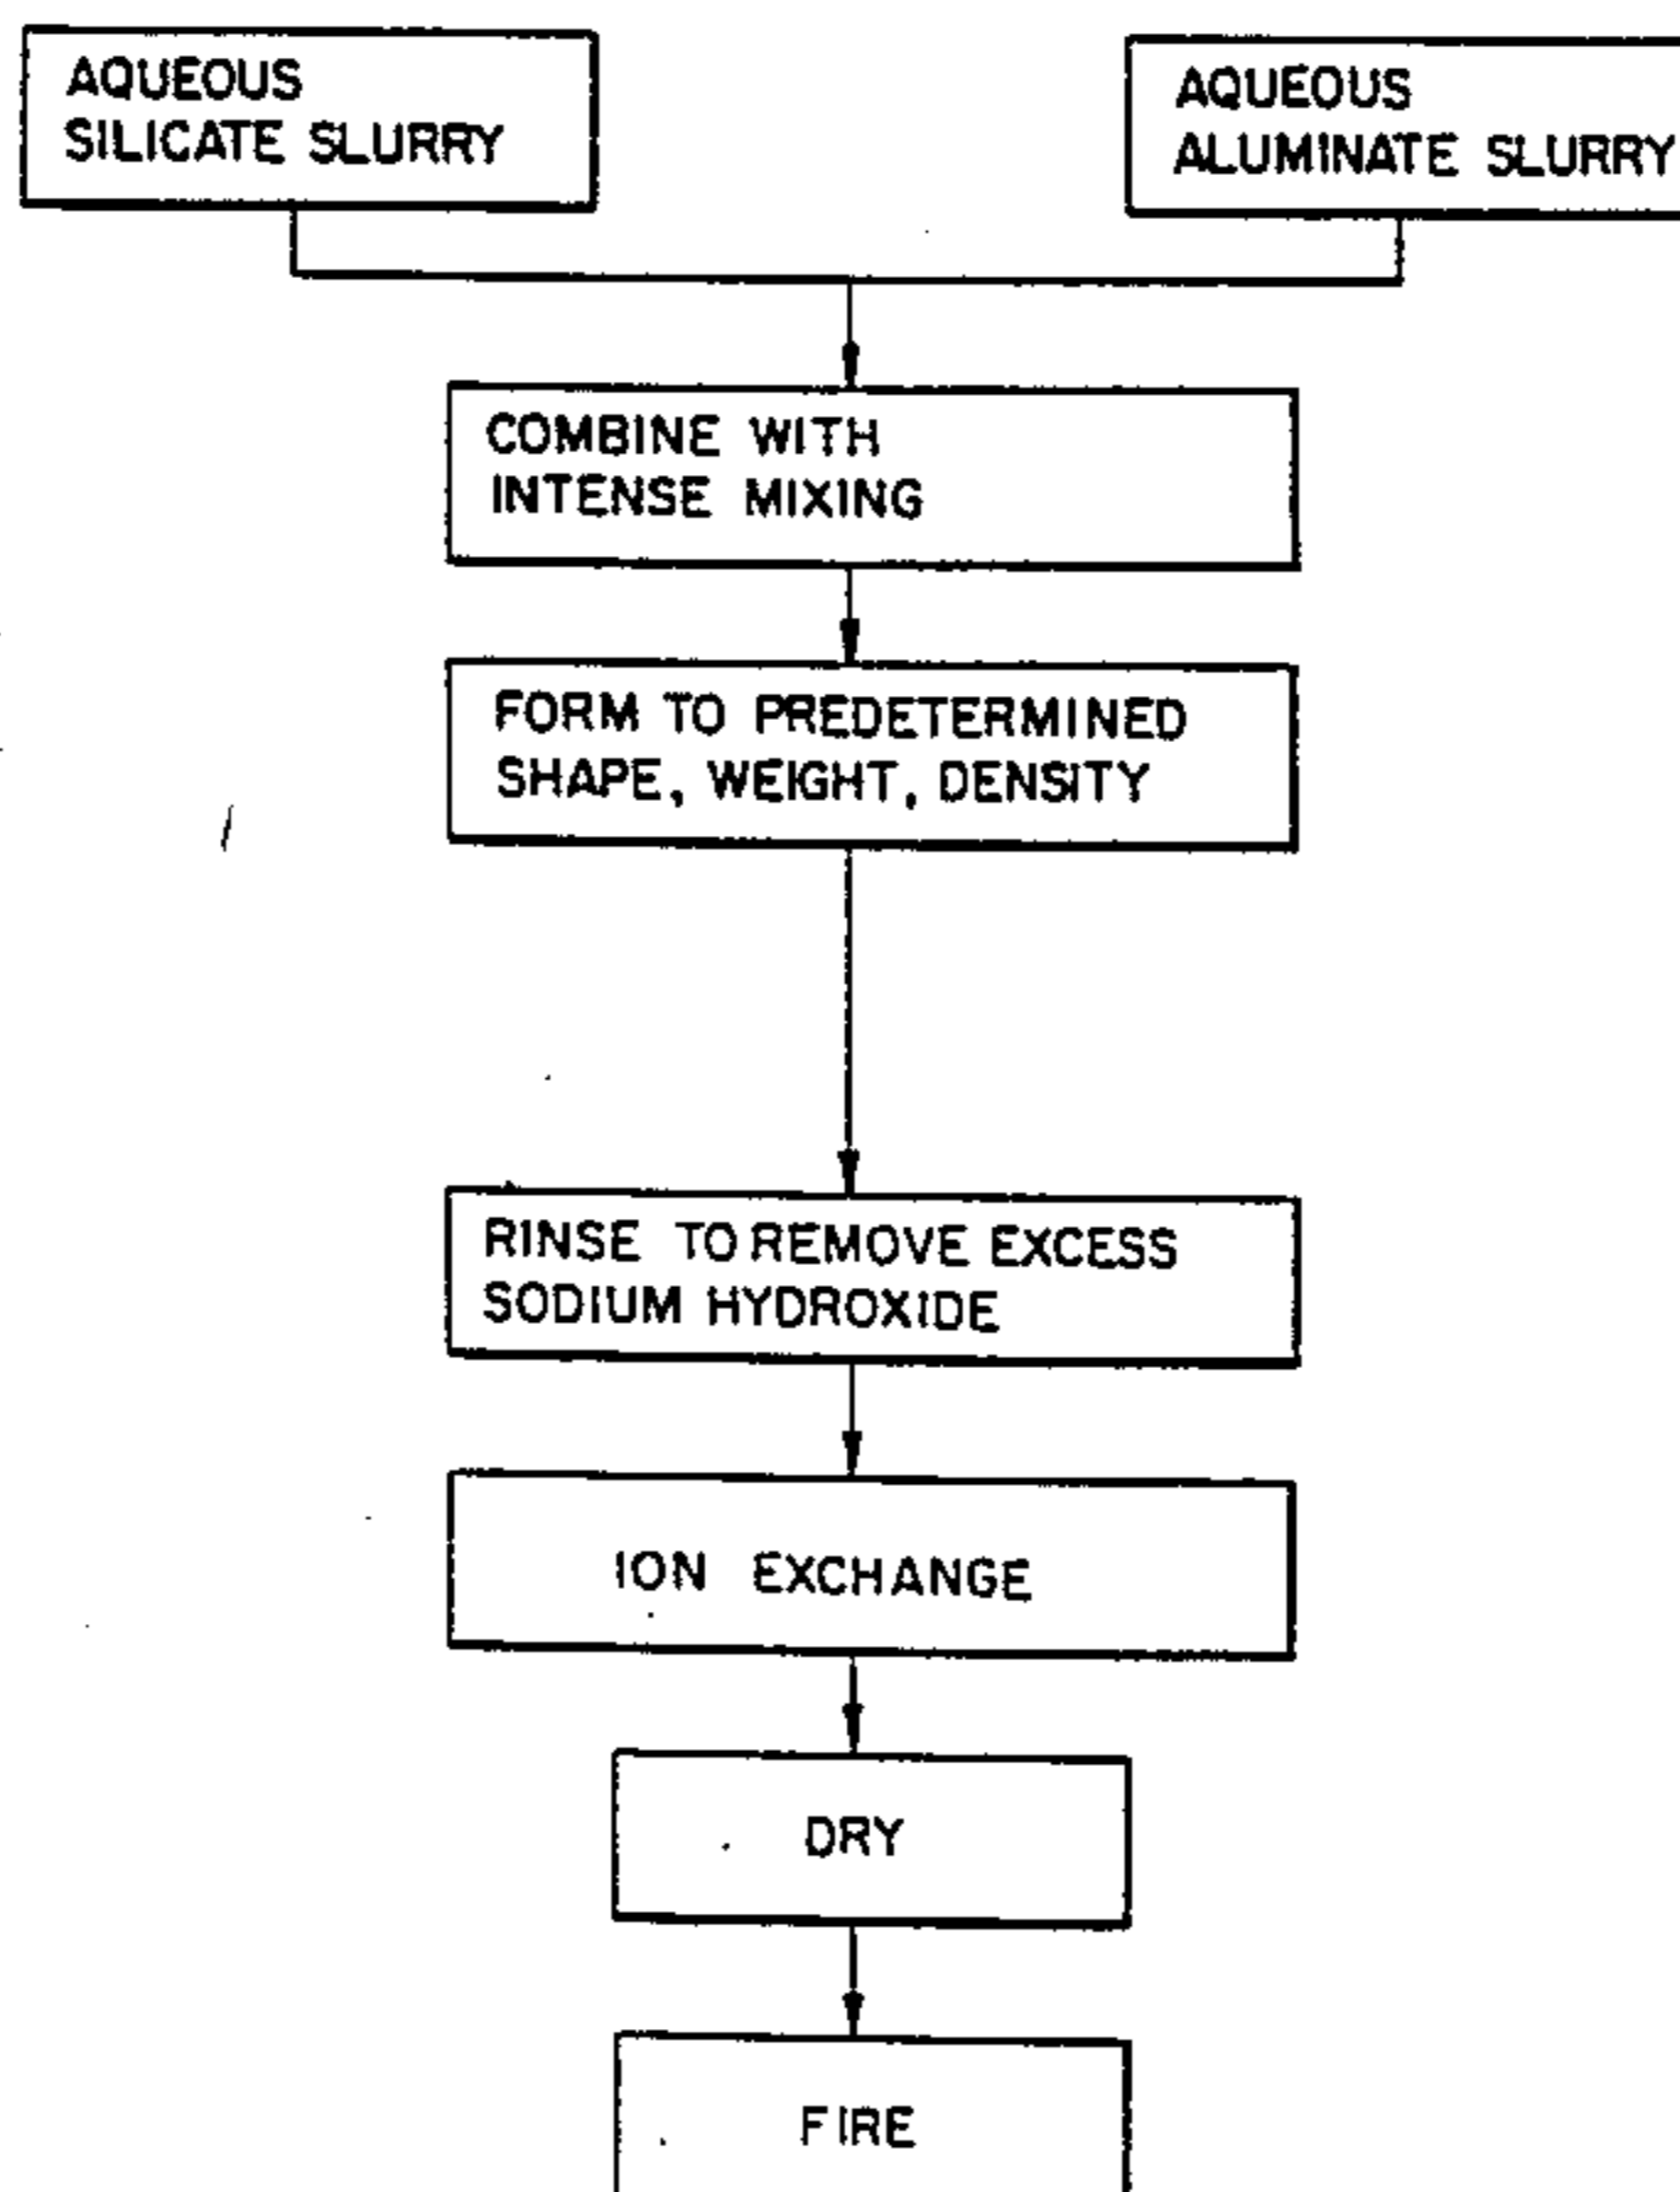 AQUEOUS
SILICATE SLURRY
AQUEOUS
ALUMINATE SLURRY
COMBINE WITH
INTENSE MIXING
FORM TO PREDETERMINED
SHAPE, WEIGHT, DENSITY
RINSE TO REMOVE EXCESS
SODIUM HYDROXIDE
ION EXCHANGE
DRY
FIRE